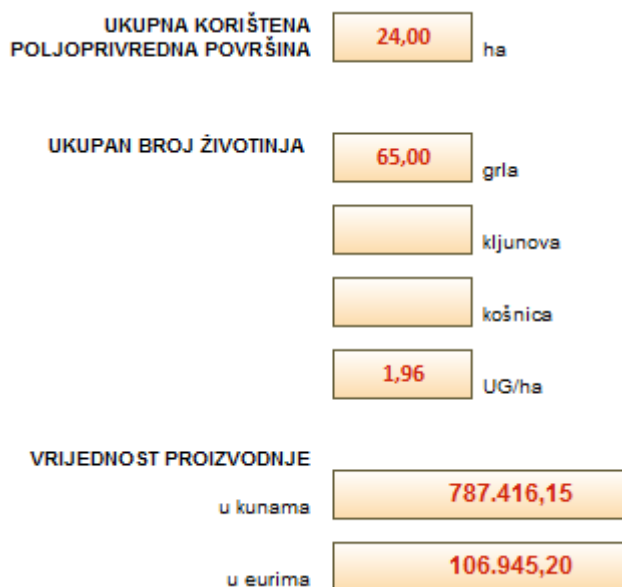 UKUPNA KORIŠTENA
POLJOPRIVREDNA POVRŠINA
24,00 ha
UKUPAN BROJ ŽIVOTINJA
65,00 grla
kljunova
košnica
1,96 UG/ha
VRIJEDNOST PROIZVODNJE
u kunama 787.416,15
u eurima 106.945,20